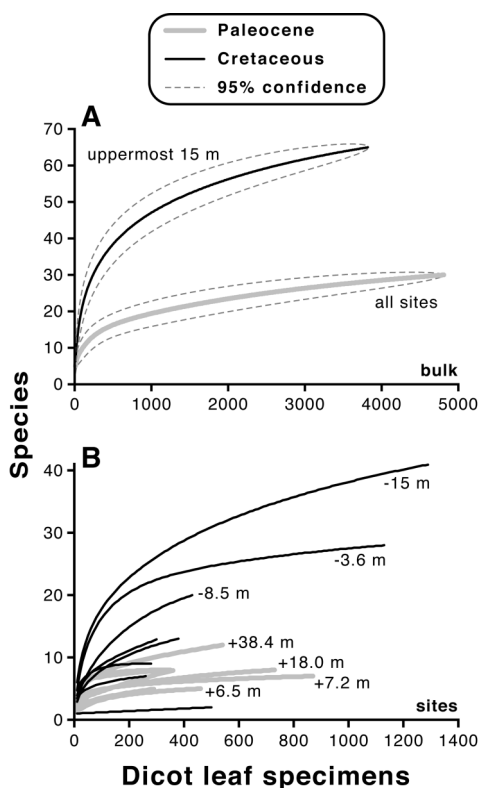 Paleocene
Cretaceous
95% confidence
A
70
60
50
40
30
20
10
0
uppermost 15 m
all sites
bulk
0 1000 2000 3000 4000 5000
Species
B
40
30
20
10
0
-15 m
-3.6 m
-8.5 m
+38.4 m
+18.0 m
+7.2 m
+6.5 m
sites
0 200 400 600 800 1000 1200 1400
Dicot leaf specimens